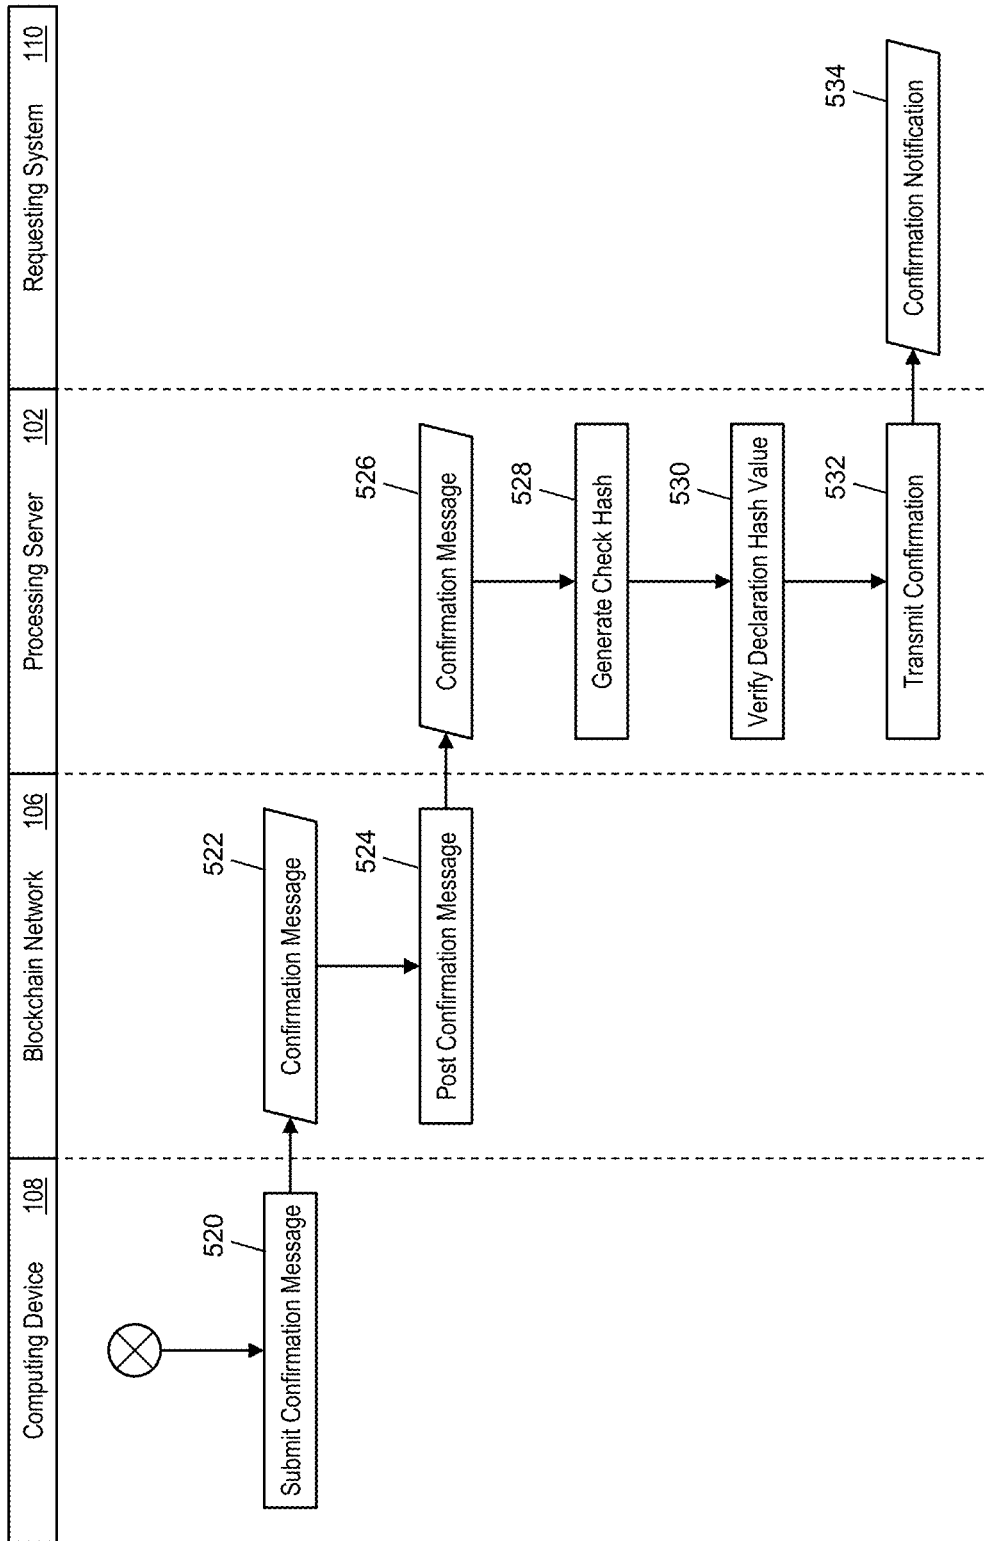 Computing Device 108
Blockchain Network 106
Processing Server 102
Requesting System 110
520
Submit Confirmation Message
522
Confirmation Message
524
Post Confirmation Message
526
Confirmation Message
528
Generate Check Hash
530
Verify Declaration Hash Value
532
Transmit Confirmation
534
Confirmation Notification